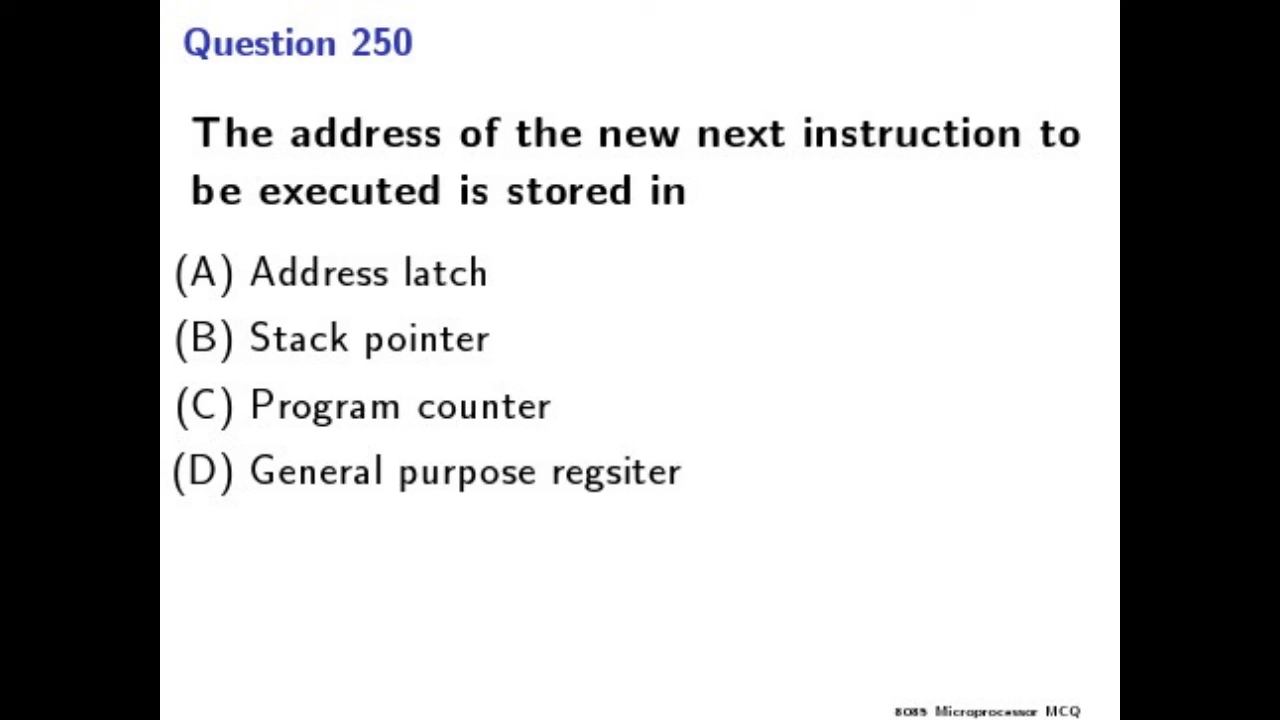 Question 250
The address of the new next instruction to
be executed is stored in
(A) Address latch
(B) Stack pointer
(C) Program counter
(D) General purpose regsiter
8085 Microprocessor MCQ